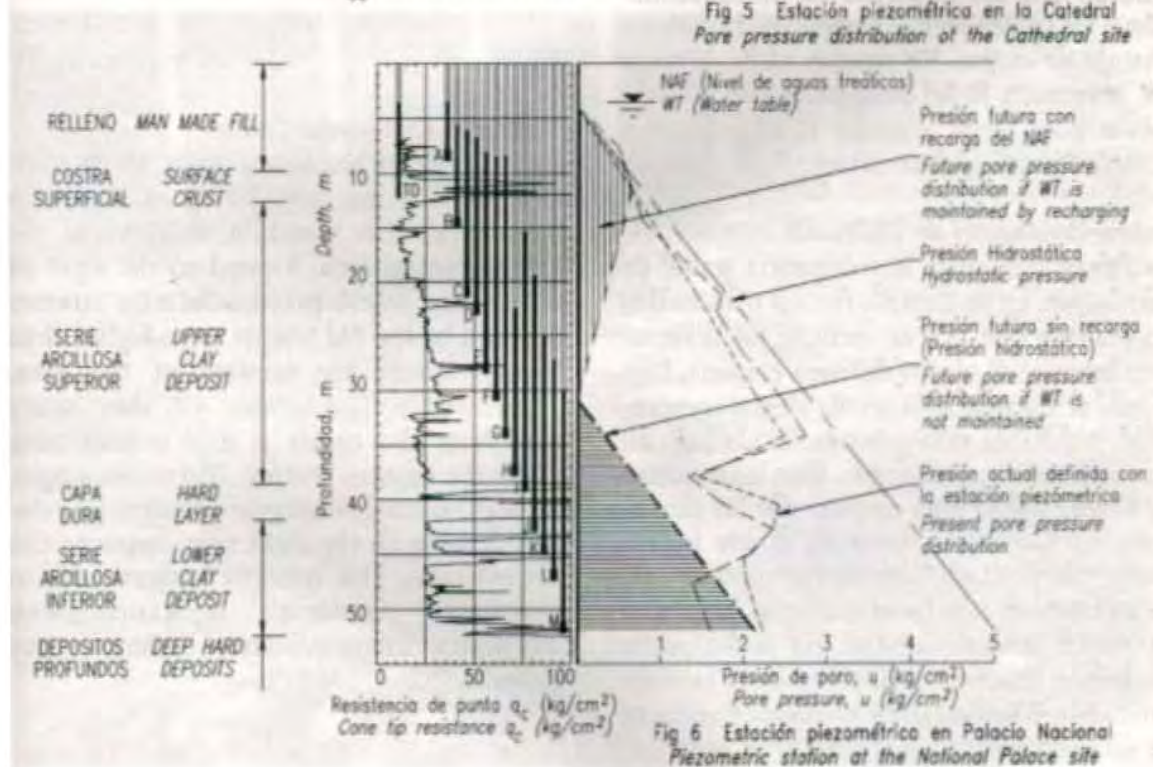 Fig 5 Estación piezométrica en la Catedral
Pore pressure distribution at the Cathedral site
RELLENO MAN MADE FILL
COSTRA SURFACE
SUPERFICIAL CRUST
SERIE UPPER
ARCILLOSA CLAY
SUPERIOR DEPOSIT
CAPA HARD
DURA LAYER
SERIE LOWER
ARCILLOSA CLAY
INFERIOR DEPOSIT
DEPOSITOS DEEP HARD
PROFUNDOS DEPOSITS
Profundidad, m Depth, m
10
20
30
40
50
A
B
C
D
E
F
G
H
L
M
0 50 100
Resistencia de punta qc (kg/cm²)
Cone tip resistance qc (kg/cm²)
NAF (Nivel de aguas freáticas)
WT (Water table)
Presión futura con
recarga del NAF
Future pore pressure
distribution if WT is
maintained by recharging
Presión Hidrostática
Hydrostatic pressure
Presión futura sin recarga
(Presión hidrostática)
Future pore pressure
distribution if WT is
not maintained
Presión actual definida con
la estación piezómetrica
Present pore pressure
distribution
1 2 3 4 5
Presión de poro, u (kg/cm²)
Pore pressure, u (kg/cm²)
Fig 6 Estación piezométrica en Palacio Nacional
Piezometric station at the National Palace site